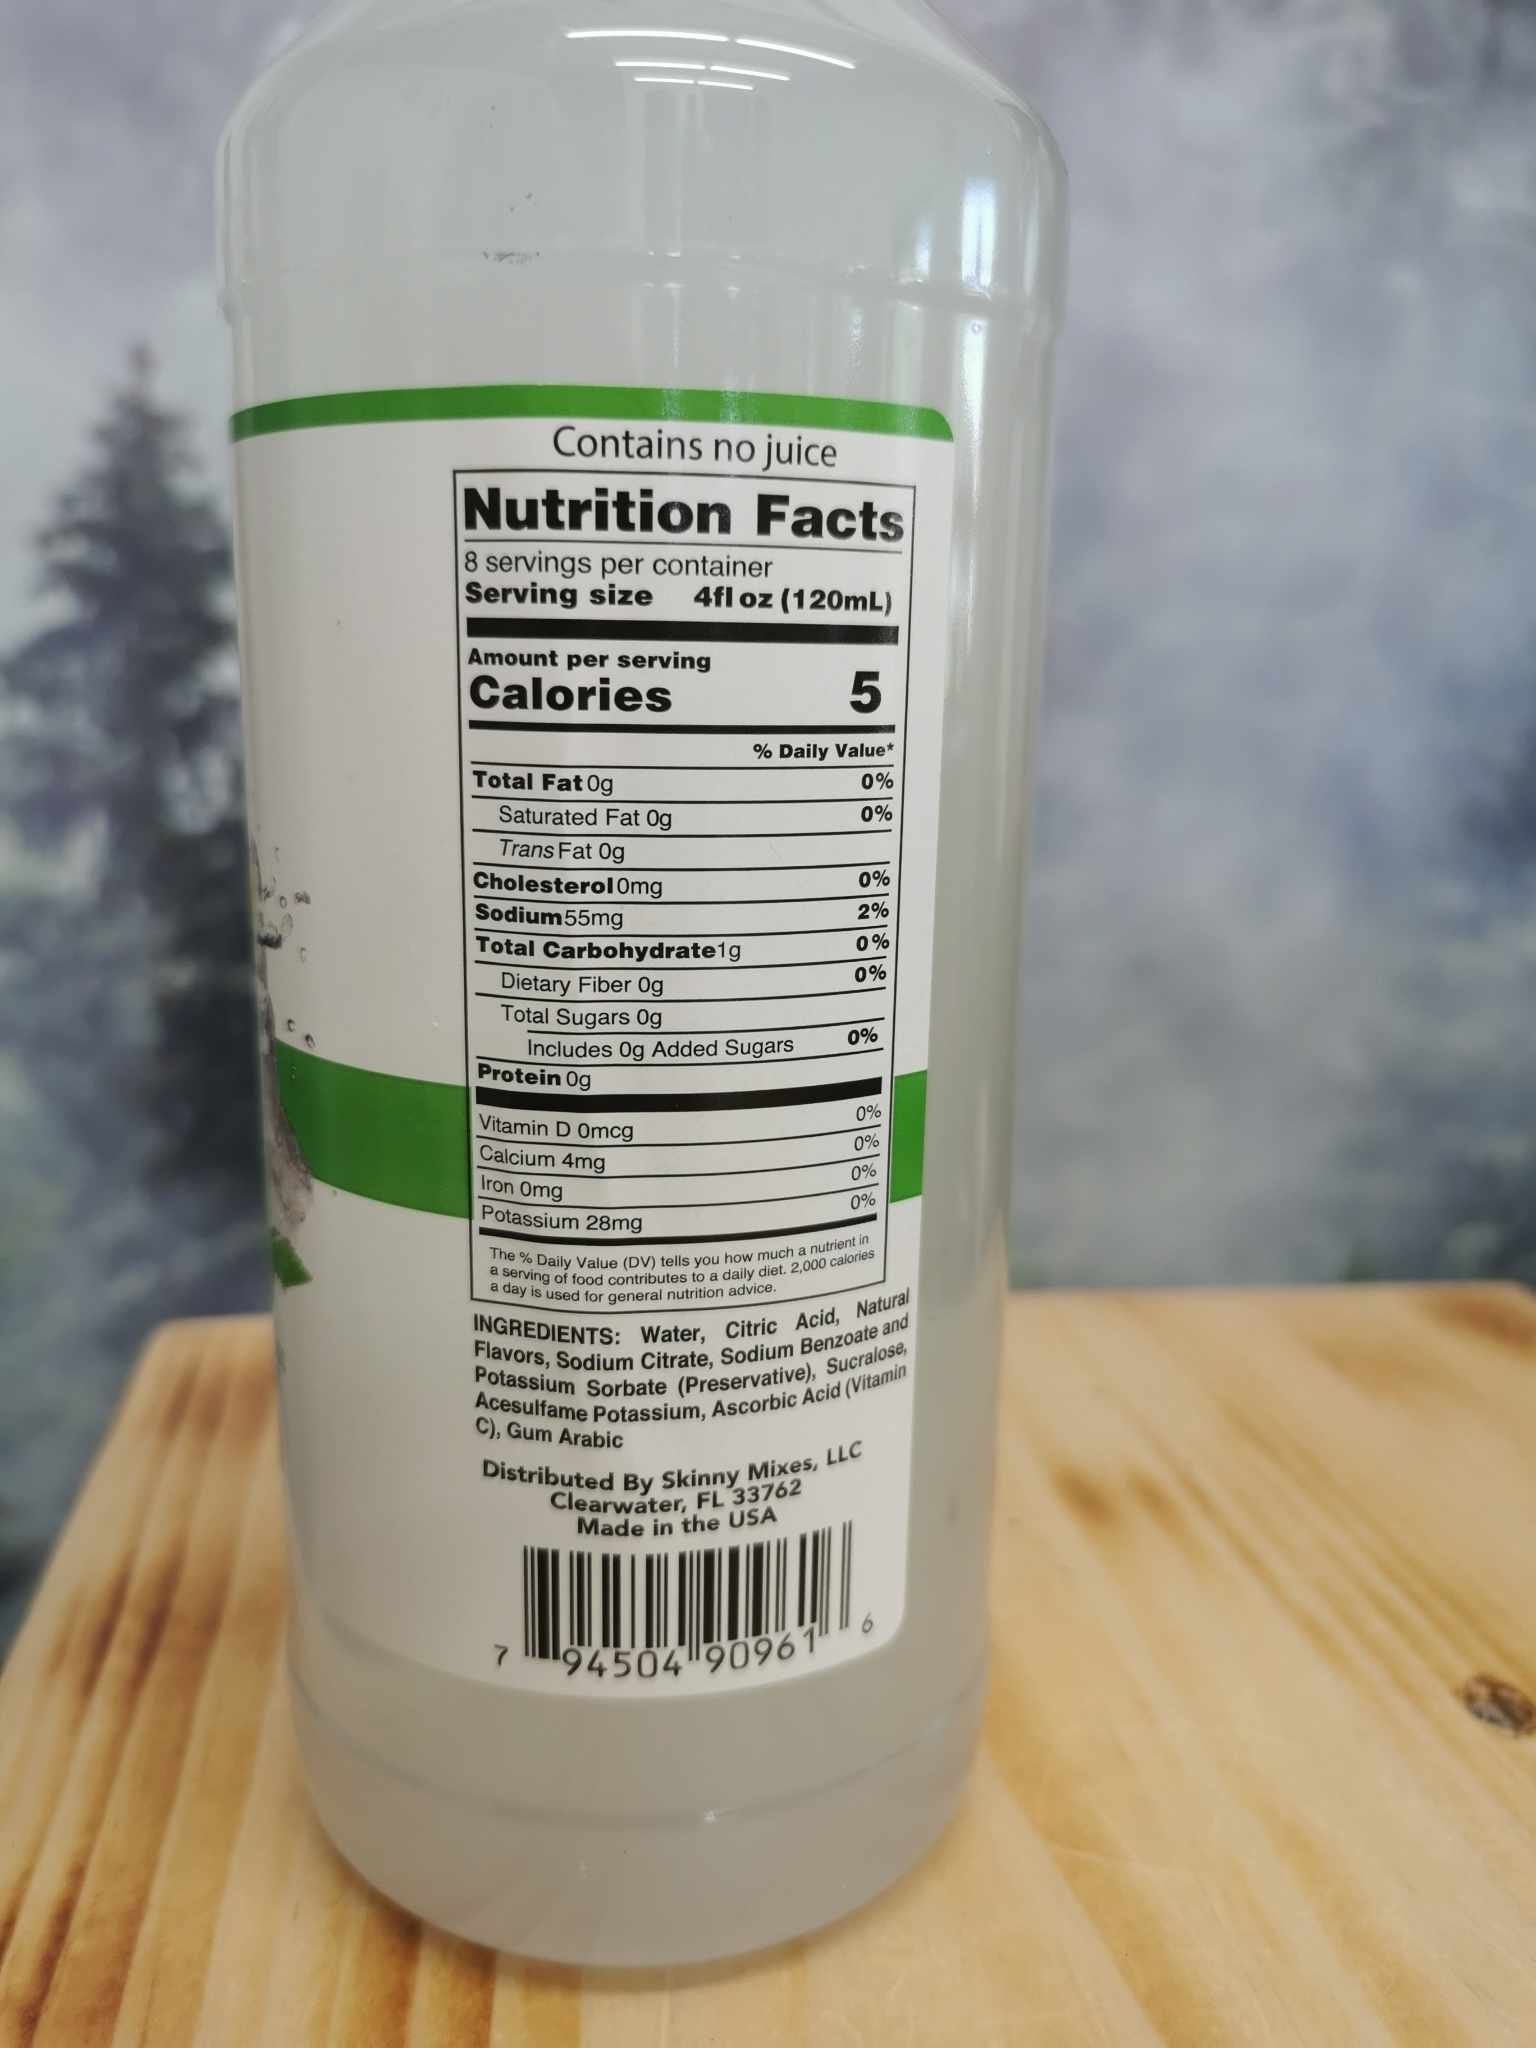 Contains no juice
Nutrition Facts
8 servings per container
Serving size 4fl oz (120mL)
Amount per serving
Calories 5
% Daily Value*
Total Fat 0g 0%
Saturated Fat 0g 0%
Trans Fat 0g
Cholesterol 0mg 0%
Sodium 55mg 2%
Total Carbohydrate 1g 0%
Dietary Fiber 0g 0%
Total Sugars 0g
Includes 0g Added Sugars 0%
Protein 0g
Vitamin D 0mcg 0%
Calcium 4mg 0%
Iron 0mg 0%
Potassium 28mg 0%
The % Daily Value (DV) tells you how much a nutrient in
a serving of food contributes to a daily diet. 2,000 calories
a day is used for general nutrition advice.
INGREDIENTS: Water, Citric Acid, Natural
Flavors, Sodium Citrate, Sodium Benzoate and
Potassium Sorbate (Preservative), Sucralose,
Acesulfame Potassium, Ascorbic Acid (Vitamin
C), Gum Arabic
Distributed By Skinny Mixes, LLC
Clearwater, FL 33762
Made in the USA
7 94504 90961 6